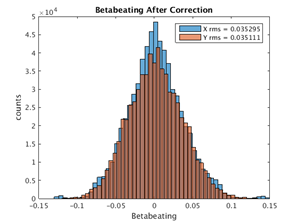 Betabeating After Correction
5 ×10⁴
X rms = 0.035295
Y rms = 0.035111
4.5
4
3.5
3
2.5
2
1.5
1
0.5
0
counts
-0.15 -0.1 -0.05 0 0.05 0.1 0.15
Betabeating